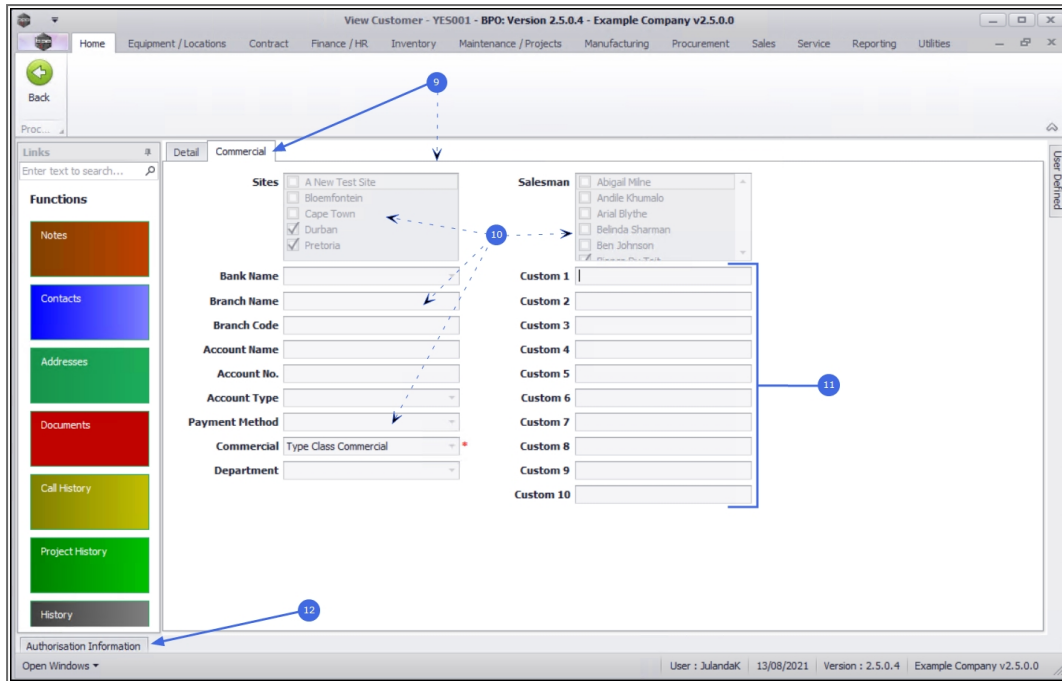 View Customer - YES001 - BPO: Version 2.5.0.4 - Example Company v2.5.0.0
Home Equipment / Locations Contract Finance / HR Inventory Maintenance / Projects Manufacturing Procurement Sales Service Reporting Utilities
Back
Proc...
9
Links
Enter text to search...
Functions
Notes
Contacts
Addresses
Documents
Call History
Project History
History
Detail Commercial
User Defined
Sites
A New Test Site
Bloemfontein
Cape Town
Durban
Pretoria
10
Salesman
Abigail Milne
Andile Khumalo
Arial Blythe
Belinda Sharman
Ben Johnson
Bianca Du Toit
Bank Name
Branch Name
Branch Code
Account Name
Account No.
Account Type
Payment Method
Commercial Type Class Commercial *
Department
Custom 1
Custom 2
Custom 3
Custom 4
Custom 5
Custom 6
Custom 7
Custom 8
Custom 9
Custom 10
11
12
Authorisation Information
Open Windows User : JulandaK 13/08/2021 Version : 2.5.0.4 Example Company v2.5.0.0